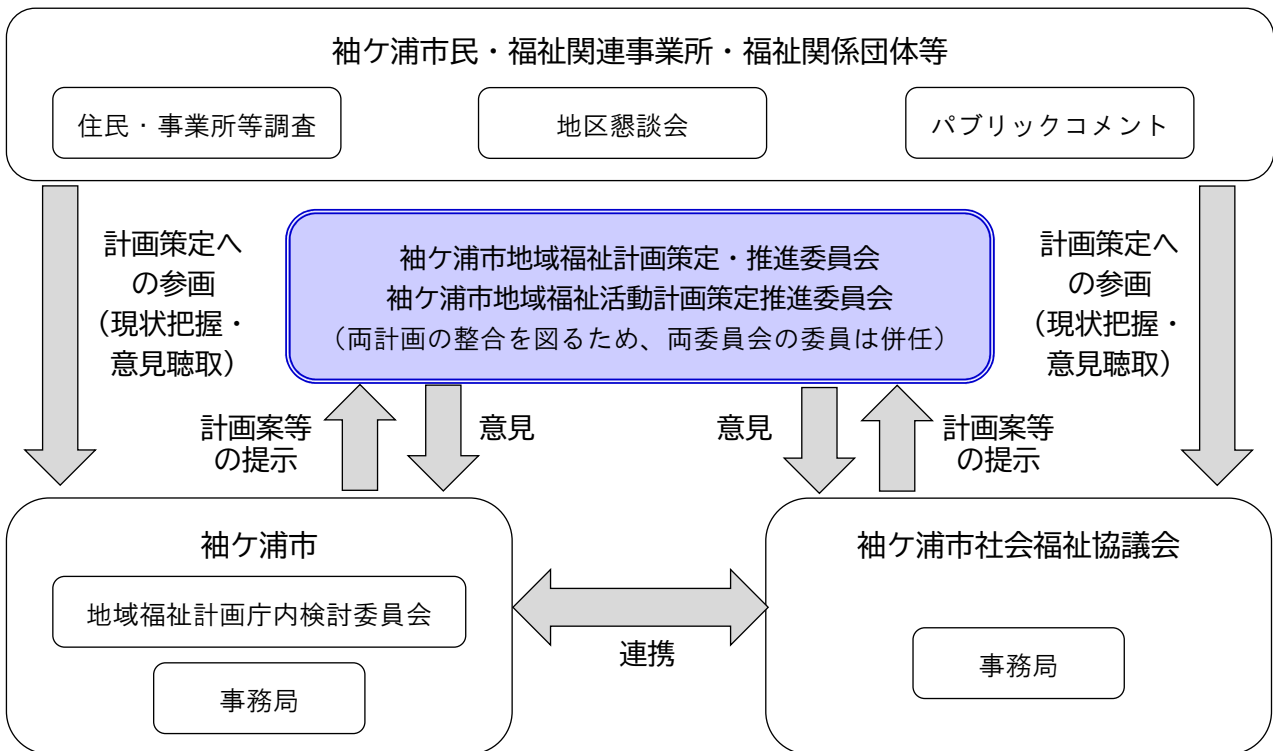 袖ケ浦市民・福祉関連事業所・福祉関係団体等
住民・事業所等調査
地区懇談会
パブリックコメント
計画策定へ
の参画
（現状把握・
意見聴取）
袖ケ浦市地域福祉計画策定・推進委員会
袖ケ浦市地域福祉活動計画策定推進委員会
（両計画の整合を図るため、両委員会の委員は併任）
計画策定へ
の参画
（現状把握・
意見聴取）
計画案等
の提示
意見
意見
計画案等
の提示
袖ケ浦市
地域福祉計画庁内検討委員会
事務局
連携
袖ケ浦市社会福祉協議会
事務局